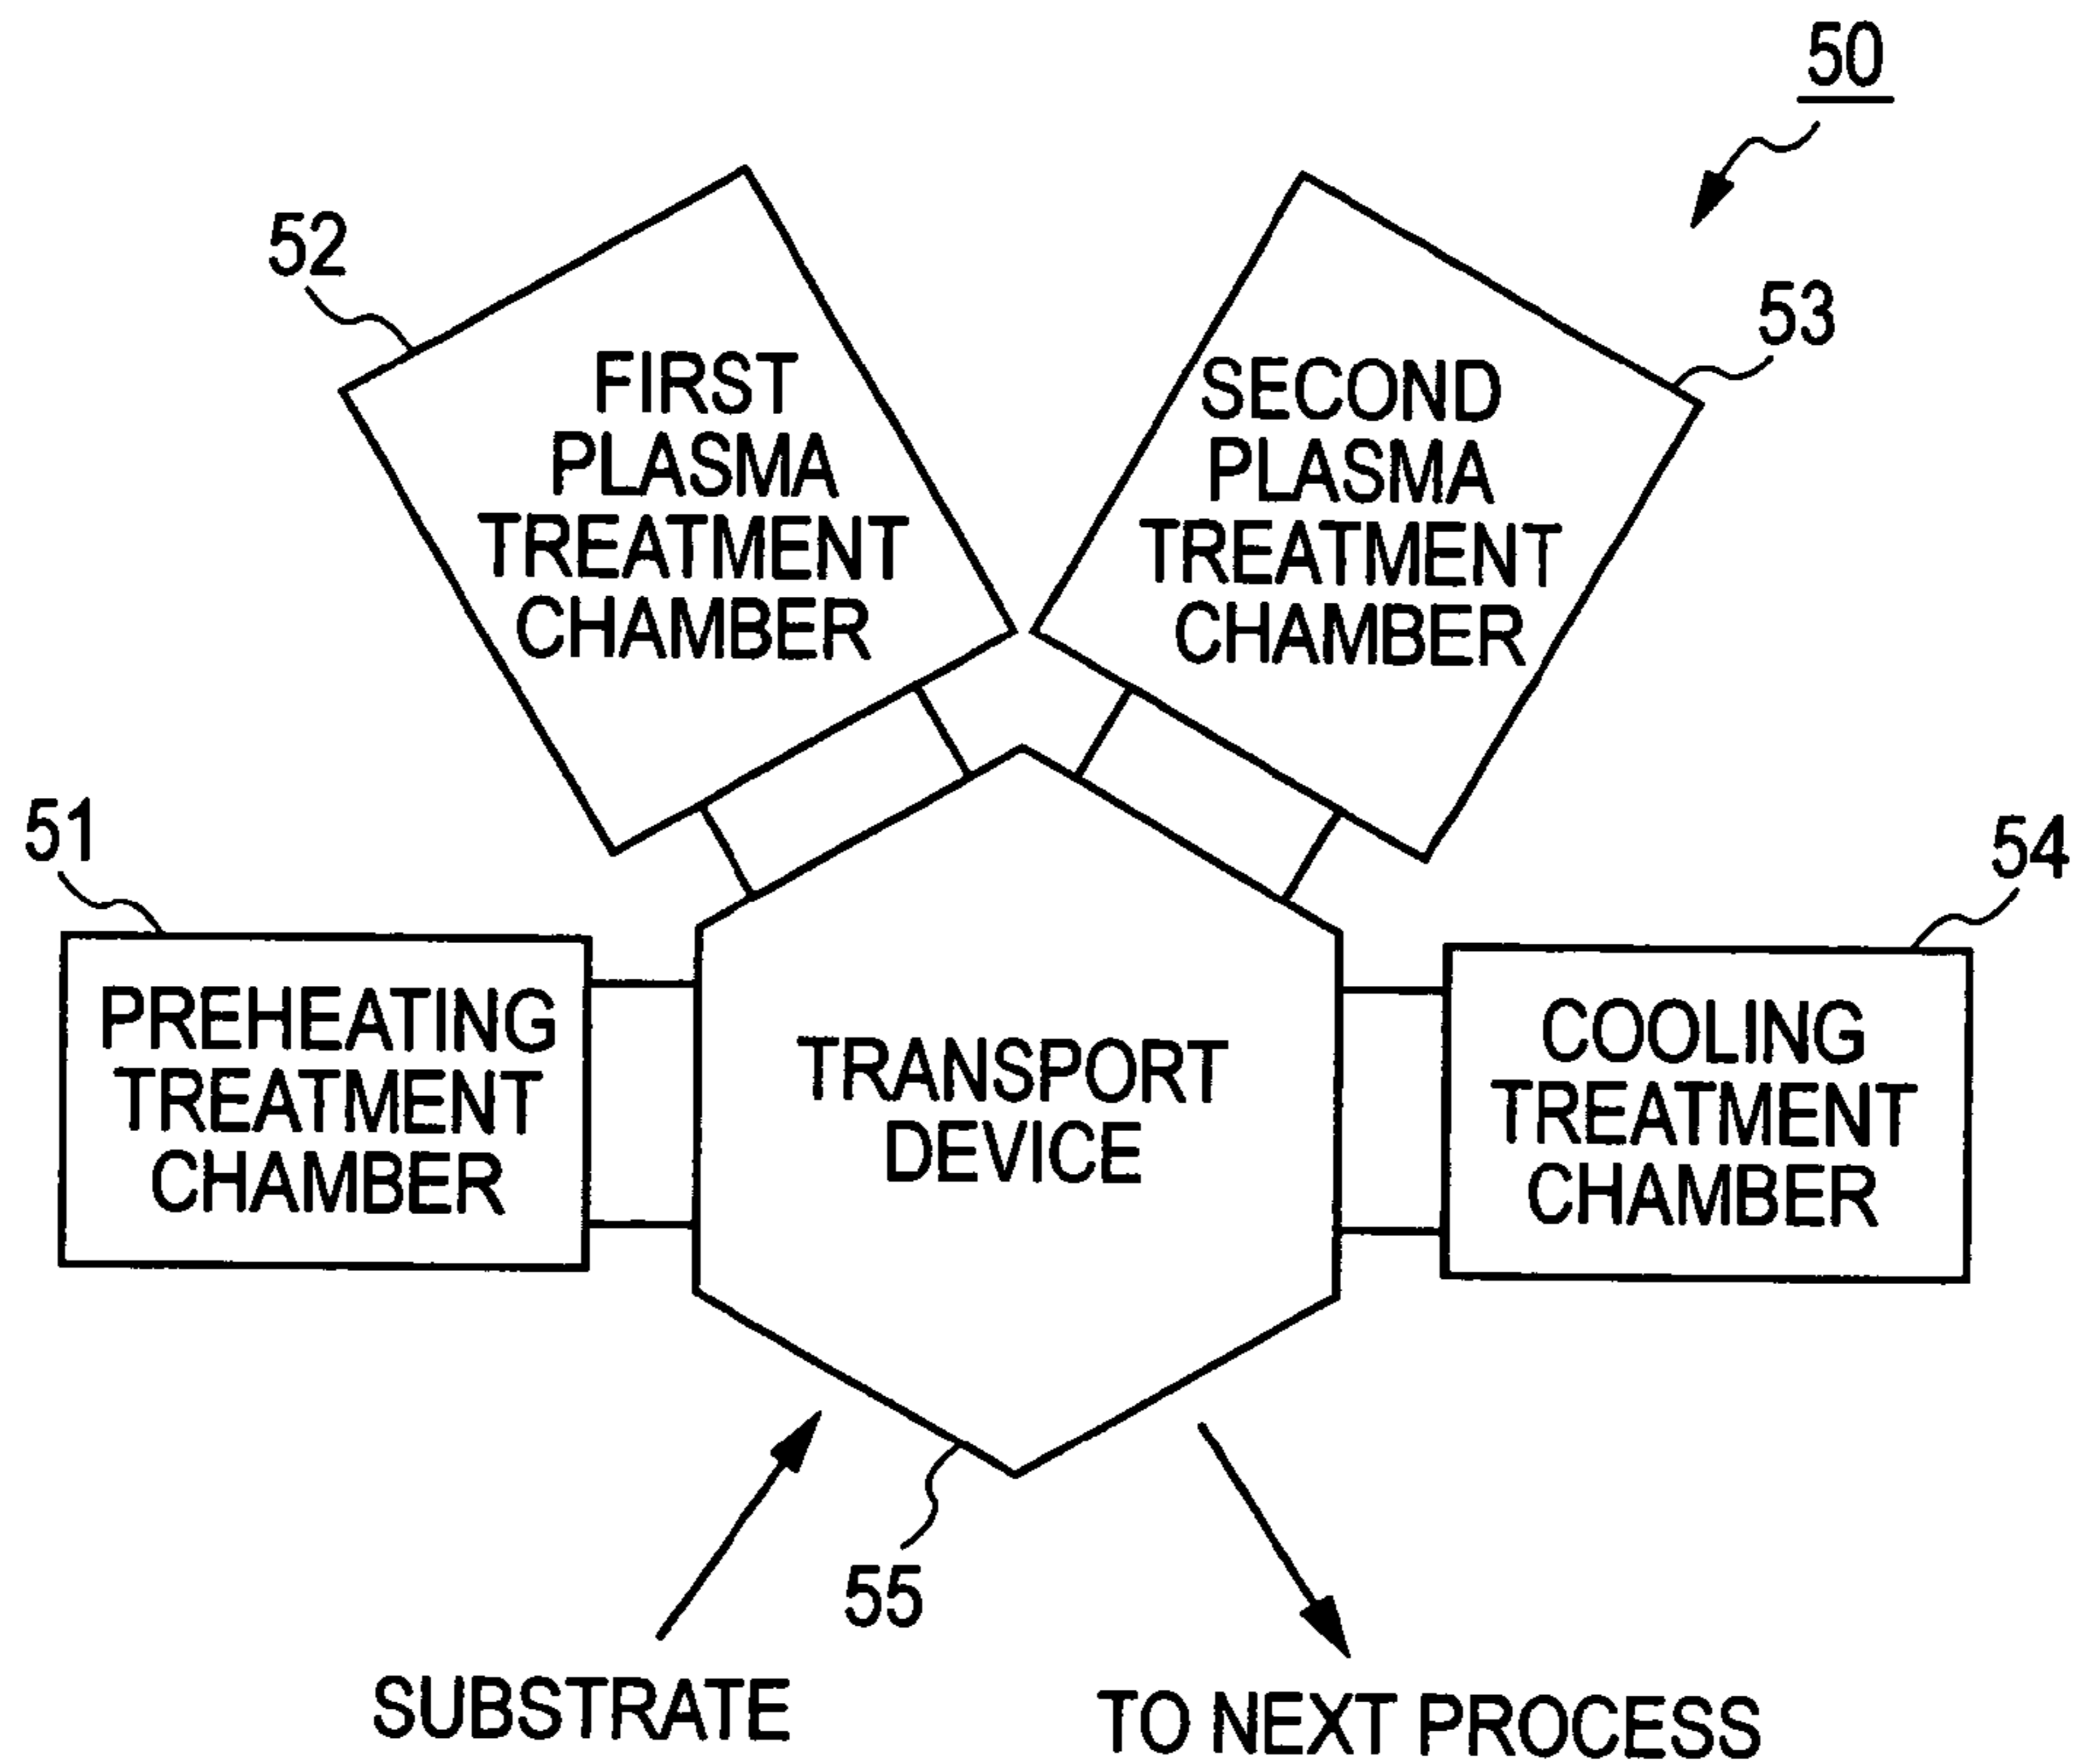 50
52
53
FIRST
PLASMA
TREATMENT
CHAMBER
SECOND
PLASMA
TREATMENT
CHAMBER
51
54
PREHEATING
TREATMENT
CHAMBER
TRANSPORT
DEVICE
COOLING
TREATMENT
CHAMBER
55
SUBSTRATE
TO NEXT PROCESS